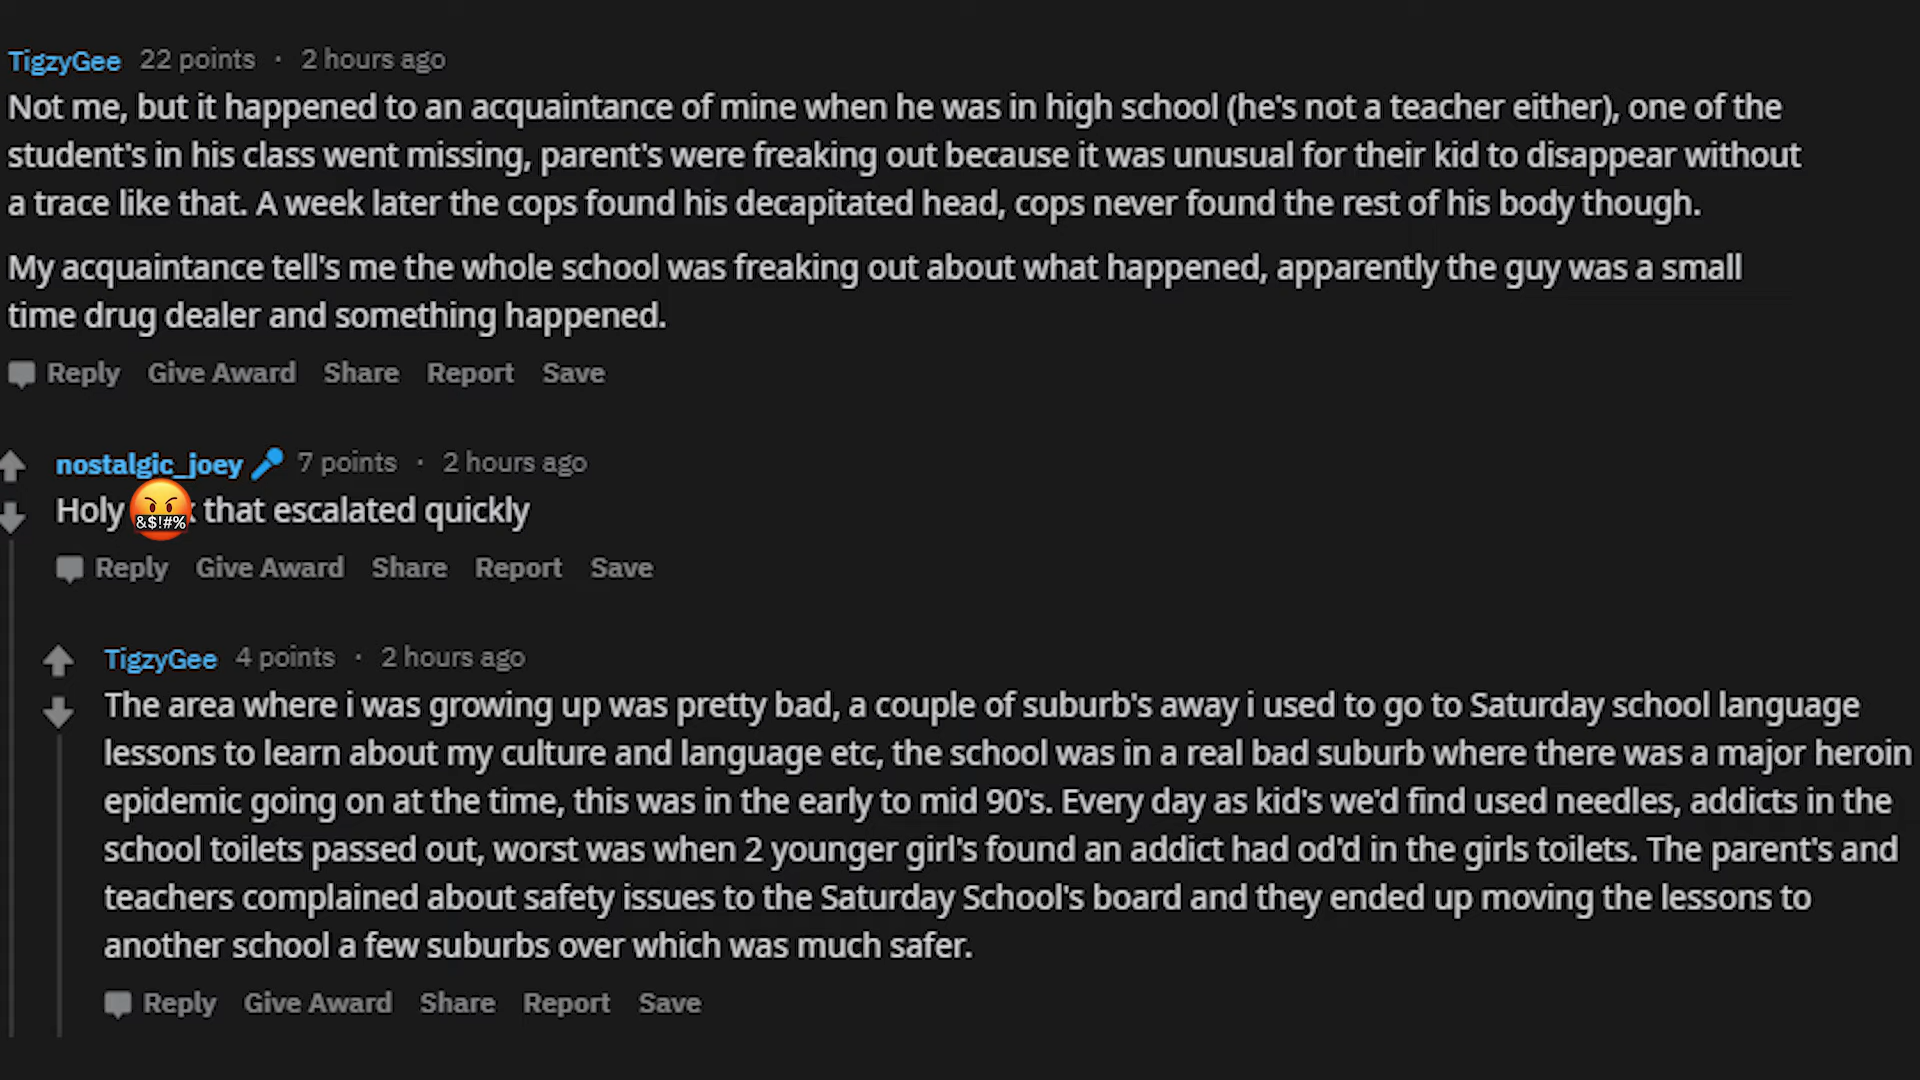 TigzyGee 22 points · 2 hours ago
Not me, but it happened to an acquaintance of mine when he was in high school (he's not a teacher either), one of the
student's in his class went missing, parent's were freaking out because it was unusual for their kid to disappear without
a trace like that. A week later the cops found his decapitated head, cops never found the rest of his body though.
My acquaintance tell's me the whole school was freaking out about what happened, apparently the guy was a small
time drug dealer and something happened.
Reply Give Award Share Report Save
nostalgic_joey 7 points · 2 hours ago
Holy &$!#% that escalated quickly
Reply Give Award Share Report Save
TigzyGee 4 points · 2 hours ago
The area where i was growing up was pretty bad, a couple of suburb's away i used to go to Saturday school language
lessons to learn about my culture and language etc, the school was in a real bad suburb where there was a major heroin
epidemic going on at the time, this was in the early to mid 90's. Every day as kid's we'd find used needles, addicts in the
school toilets passed out, worst was when 2 younger girl's found an addict had od'd in the girls toilets. The parent's and
teachers complained about safety issues to the Saturday School's board and they ended up moving the lessons to
another school a few suburbs over which was much safer.
Reply Give Award Share Report Save